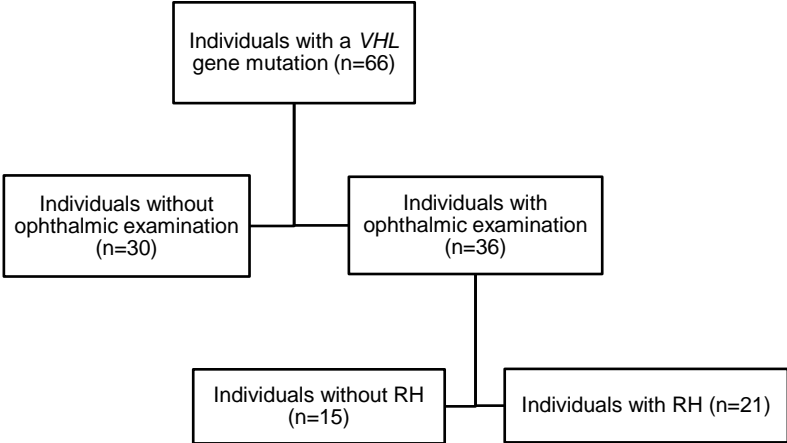 Individuals with a VHL
gene mutation (n=66)
Individuals without
ophthalmic examination
(n=30)
Individuals with
ophthalmic examination
(n=36)
Individuals without RH
(n=15)
Individuals with RH (n=21)